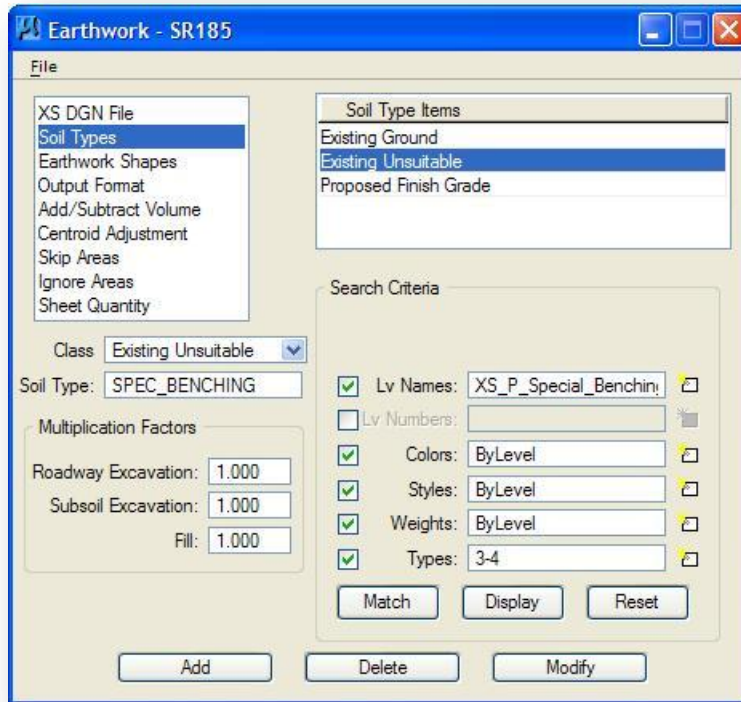 Earthwork - SR185
File
XS DGN File
Soil Types
Earthwork Shapes
Output Format
Add/Subtract Volume
Centroid Adjustment
Skip Areas
Ignore Areas
Sheet Quantity
Soil Type Items
Existing Ground
Existing Unsuitable
Proposed Finish Grade
Class Existing Unsuitable
Soil Type: SPEC_BENCHING
Multiplication Factors
Roadway Excavation: 1.000
Subsoil Excavation: 1.000
Fill: 1.000
Search Criteria
Lv Names: XS_P_Special_Benching
Lv Numbers:
Colors: ByLevel
Styles: ByLevel
Weights: ByLevel
Types: 3-4
Match Display Reset
Add Delete Modify